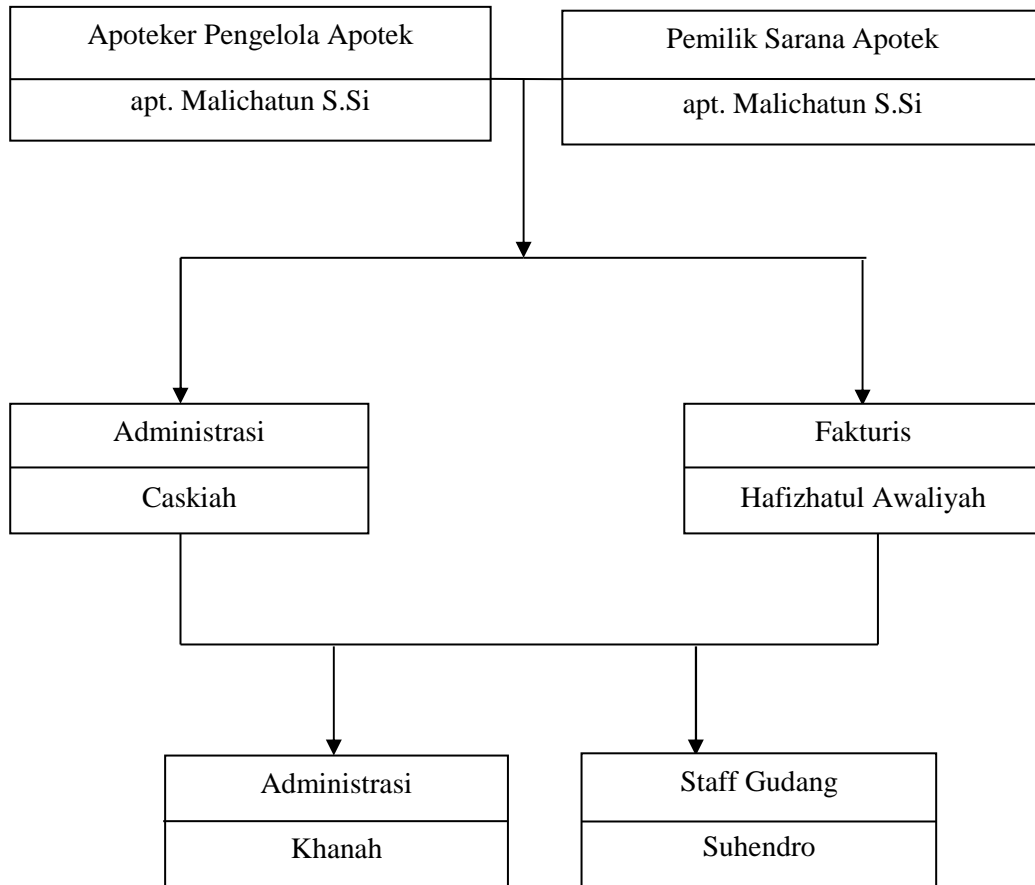 Apoteker Pengelola Apotek
apt. Malichatun S.Si
Pemilik Sarana Apotek
apt. Malichatun S.Si
Administrasi
Caskiah
Fakturis
Hafizhatul Awaliyah
Administrasi
Khanah
Staff Gudang
Suhendro